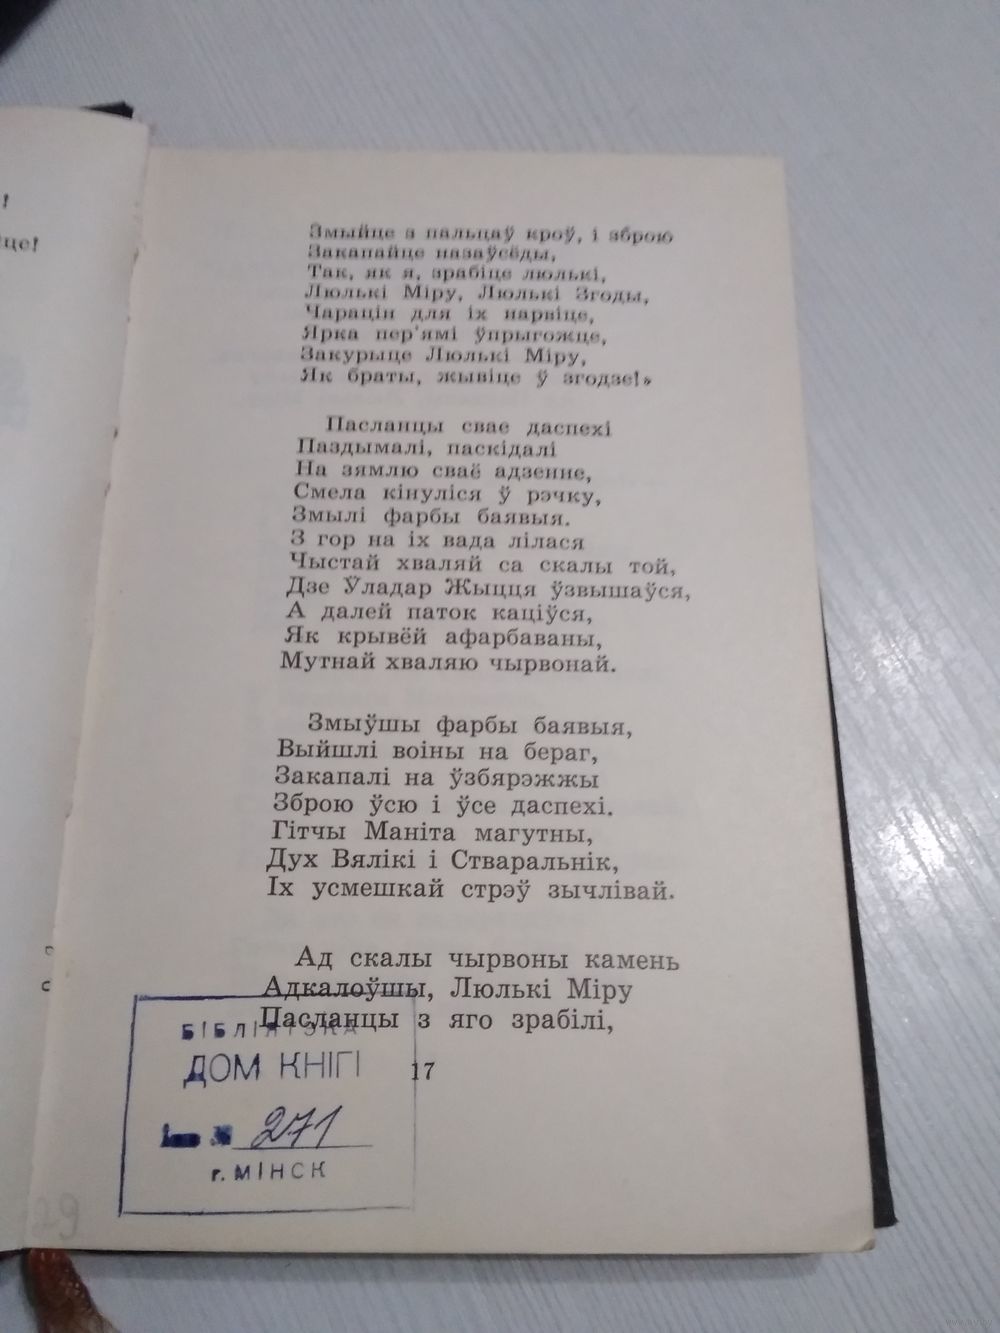 !
це!
Змыйце з пальцаў кроў, і зброю
Закапайце назаўсёды,
Так, як я, зрабіце люлькі,
Люлькі Міру, Люлькі Згоды,
Чарацін для іх нарвіце,
Ярка пер'ямі ўпрыгожце,
Закурыце Люлькі Міру,
Як браты, жывіце ў згодзе!»
Пасланцы свае даспехі
Паздымалі, паскідалі
На зямлю сваё адзенне,
Смела кінуліся ў рэчку,
Змылі фарбы баявыя.
З гор на іх вада лілася
Чыстай хваляй са скалы той,
Дзе Ўладар Жыцця ўзвышаўся,
А далей паток каціўся,
Як крывёй афарбаваны,
Мутнай хваляю чырвонай.
Змыўшы фарбы баявыя,
Выйшлі воіны на бераг,
Закапалі на ўзбярэжжы
Зброю ўсю і ўсе даспехі.
Гітчы Маніта магутны,
Дух Вялікі і Стваральнік,
Іх усмешкай стрэў зычлівай.
Ад скалы чырвоны камень
Адкалоўшы, Люлькі Міру
Пасланцы з яго зрабілі,
17
БІБЛІЯТЭКА
ДОМ КНІГІ
271
г. МІНСК
29